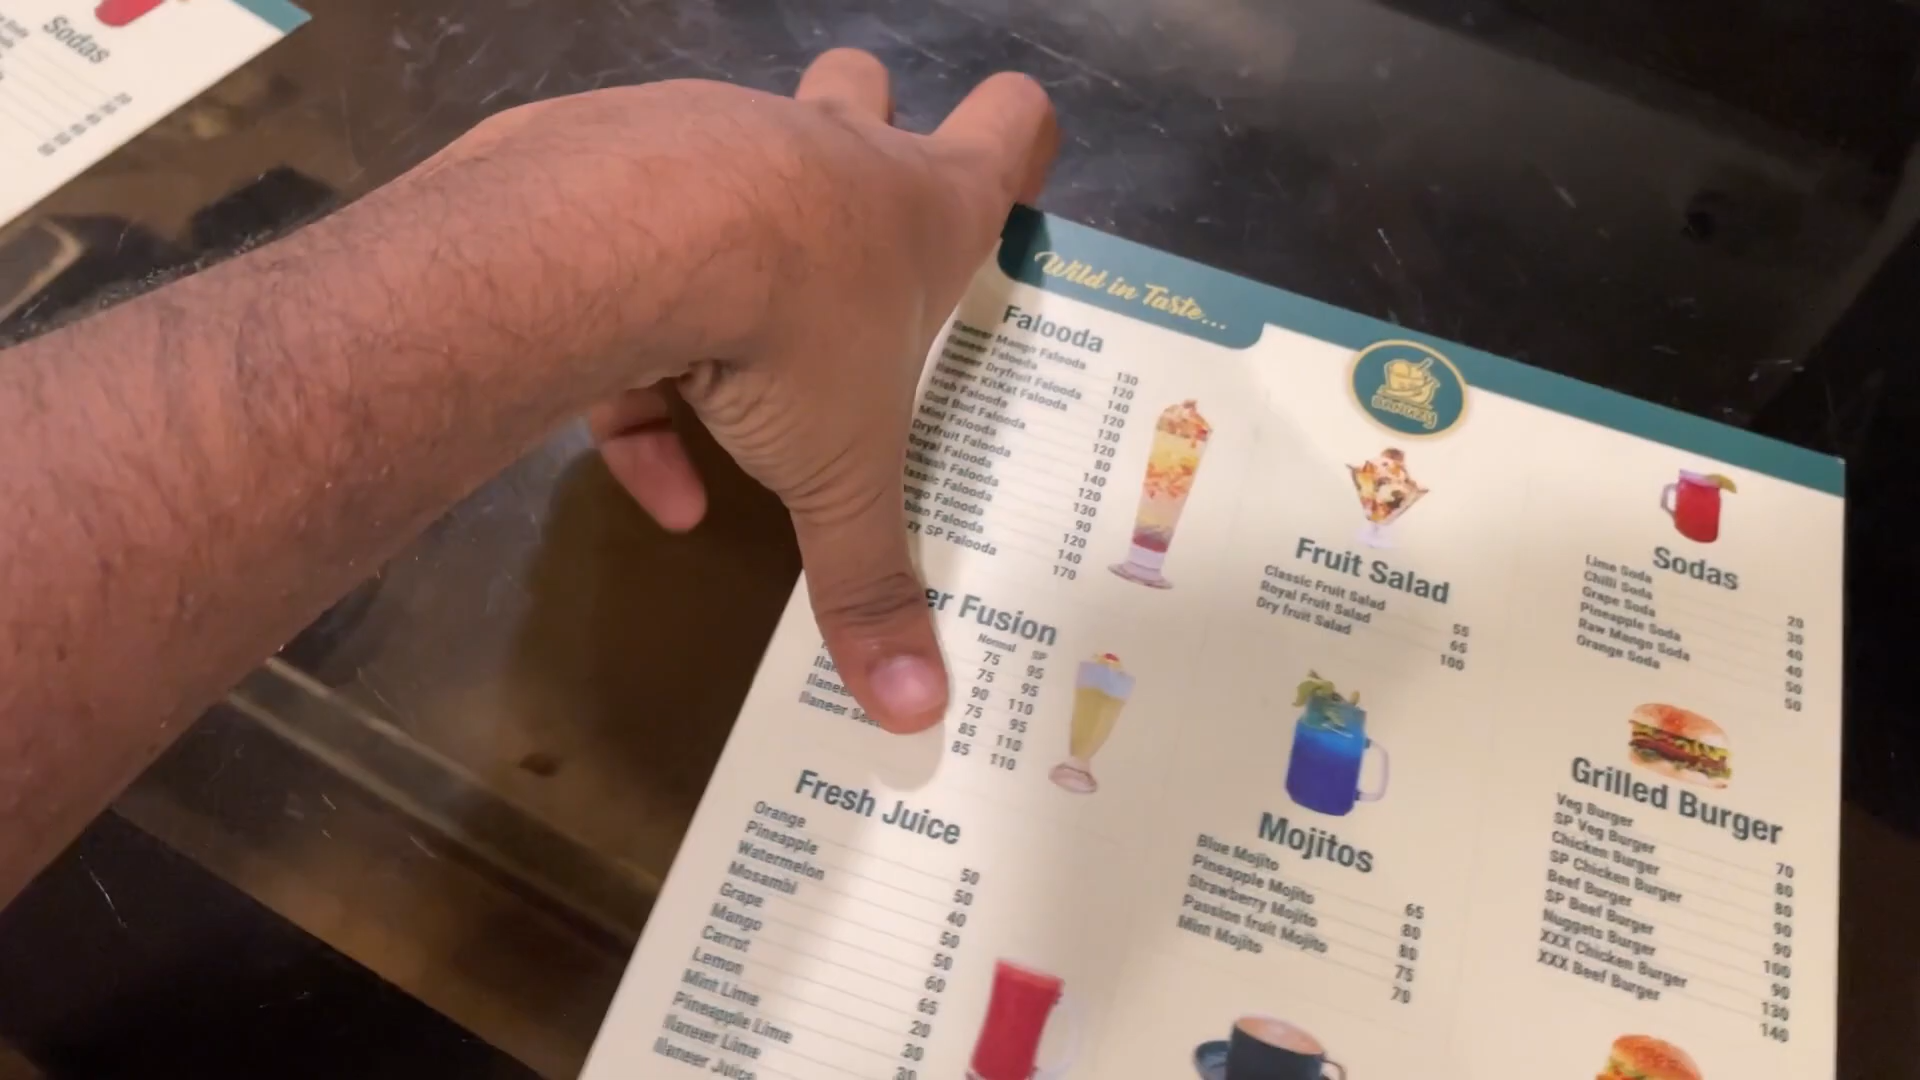 Sodas
Wild in Taste...
Falooda
Ilaneer Mango Falooda 130
Ilaneer Falooda 120
Ilaneer Dryfruit Falooda 140
Ilaneer KitKat Falooda 120
Irish Falooda 130
Gud Bud Falooda 120
Mini Falooda 80
Dryfruit Falooda 140
Royal Falooda 120
Falooda 130
Falooda 90
Falooda 120
Falooda 140
SP Falooda 170
Fusion
Normal SP
75 95
75 95
90 110
75 95
85 110
Ilaneer 85 110
Fresh Juice
Orange 50
Pineapple 50
Watermelon 40
Mosambi 50
Grape 50
Mango 60
Carrot 65
Lemon 20
Mint Lime 30
Pineapple Lime 30
Ilaneer Lime
Ilaneer Juice
Fruit Salad
Classic Fruit Salad 55
Royal Fruit Salad 65
Dry fruit Salad 100
Mojitos
Blue Mojito 65
Pineapple Mojito 80
Strawberry Mojito 80
Passion fruit Mojito 75
Mint Mojito 70
Sodas
Lime Soda 20
Chilli Soda 30
Grape Soda 40
Pineapple Soda 40
Raw Mango Soda 50
Orange Soda 50
Grilled Burger
Veg Burger 70
SP Veg Burger 80
Chicken Burger 80
SP Chicken Burger 90
Beef Burger 90
SP Beef Burger 100
Nuggets Burger 90
XXX Chicken Burger 130
XXX Beef Burger 140